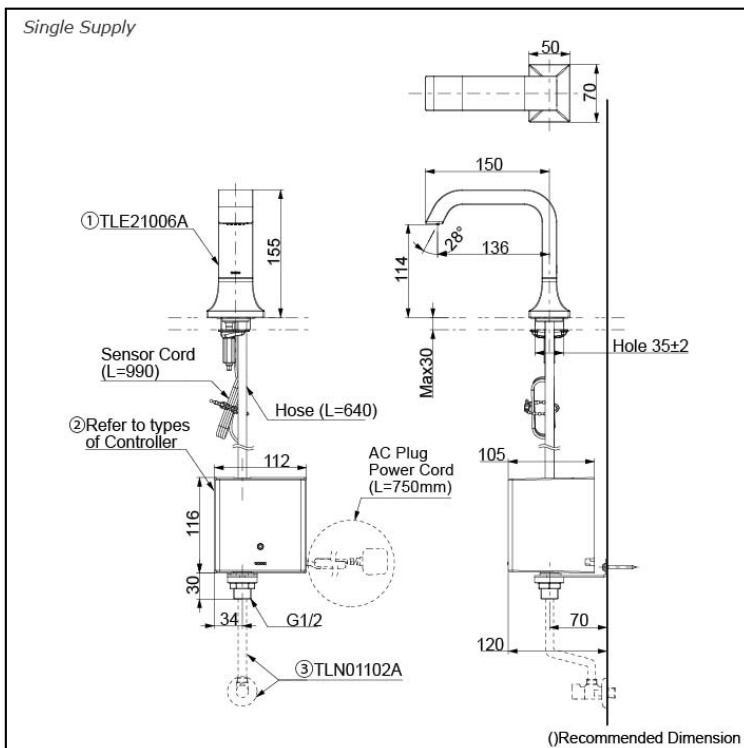 Single Supply
50
70
150
①TLE21006A
155
114
28°
136
Max30
Hole 35±2
Sensor Cord
(L=990)
Hose (L=640)
②Refer to types
of Controller
AC Plug
Power Cord
(L=750mm)
112
105
116
30
34
G1/2
70
120
③TLN01102A
()Recommended Dimension